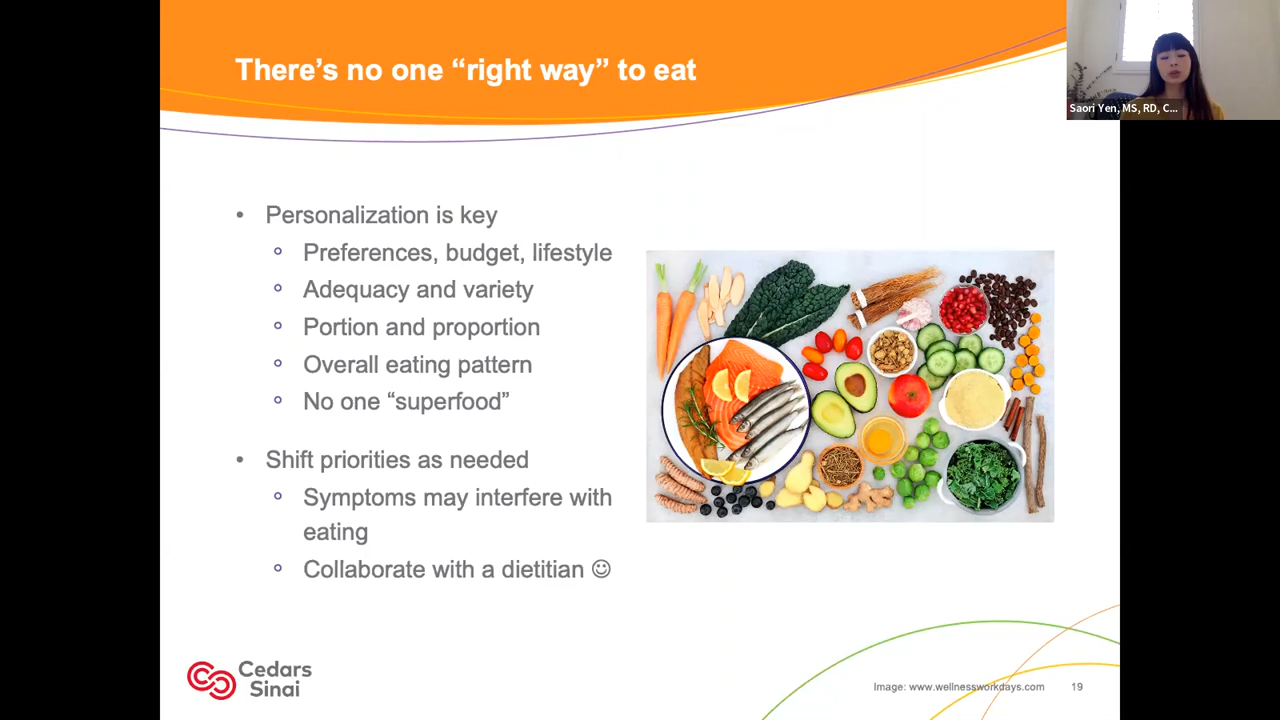 There's no one “right way” to eat
Saori Yen, MS, RD, C...
• Personalization is key
° Preferences, budget, lifestyle
° Adequacy and variety
° Portion and proportion
° Overall eating pattern
° No one “superfood”
• Shift priorities as needed
° Symptoms may interfere with
eating
° Collaborate with a dietitian ☺
Cedars
Sinai
Image: www.wellnessworkdays.com
19